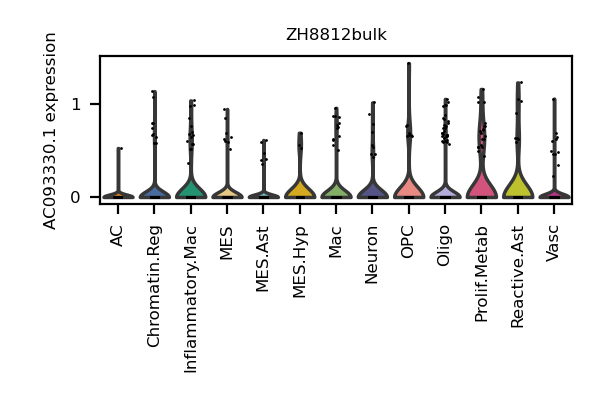 ZH8812bulk
AC093330.1 expression
1
0
AC
Chromatin.Reg
Inflammatory.Mac
MES
MES.Ast
MES.Hyp
Mac
Neuron
OPC
Oligo
Prolif.Metab
Reactive.Ast
Vasc